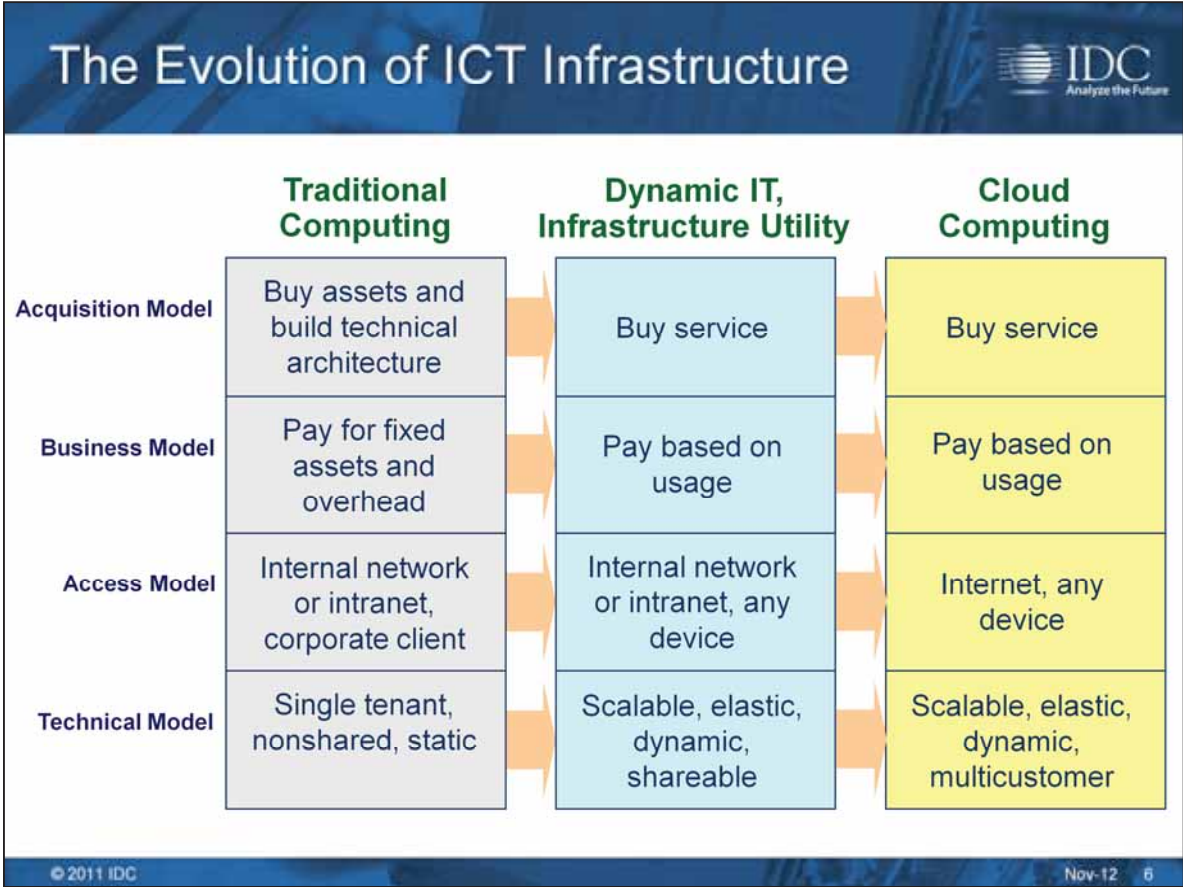 The Evolution of ICT Infrastructure
IDC
Analyze the Future
Traditional
Computing
Dynamic IT,
Infrastructure Utility
Cloud
Computing
Acquisition Model
Buy assets and
build technical
architecture
Buy service
Buy service
Business Model
Pay for fixed
assets and
overhead
Pay based on
usage
Pay based on
usage
Access Model
Internal network
or intranet,
corporate client
Internal network
or intranet, any
device
Internet, any
device
Technical Model
Single tenant,
nonshared, static
Scalable, elastic,
dynamic,
shareable
Scalable, elastic,
dynamic,
multicustomer
© 2011 IDC
Nov-12 6